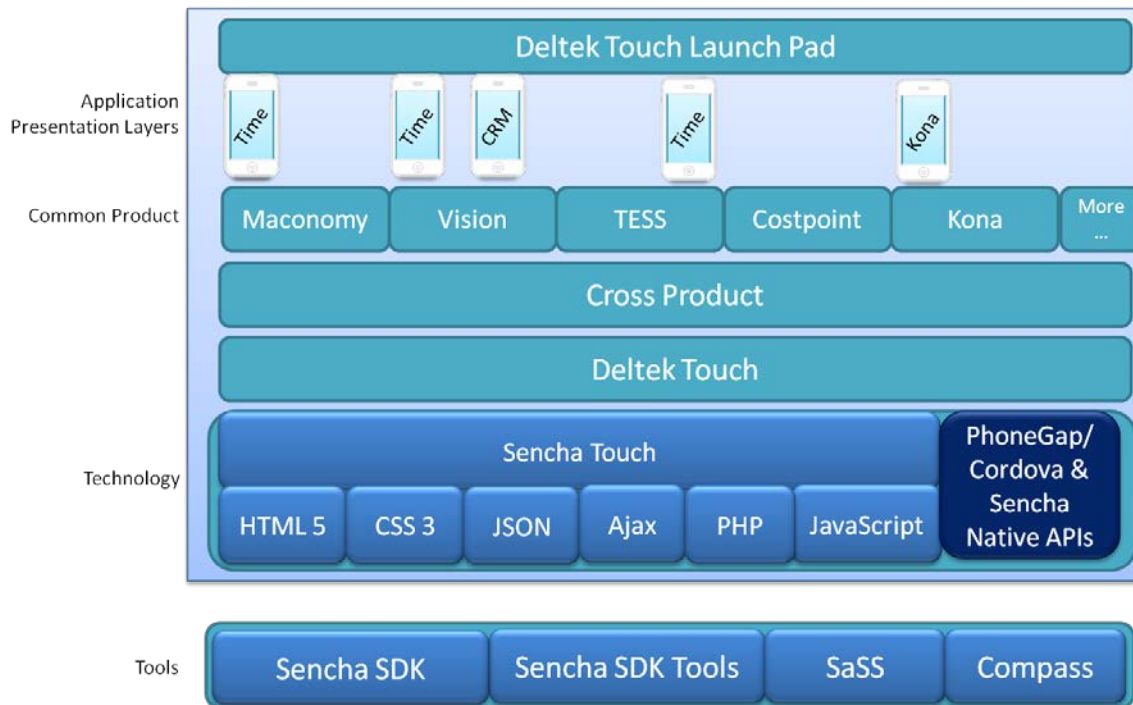 Deltek Touch Launch Pad
Application
Presentation Layers
Time
Time
CRM
Time
Kona
Common Product
Maconomy
Vision
TESS
Costpoint
Kona
More
...
Cross Product
Deltek Touch
Technology
Sencha Touch
PhoneGap/
Cordova &
Sencha
Native APIs
HTML 5
CSS 3
JSON
Ajax
PHP
JavaScript
Tools
Sencha SDK
Sencha SDK Tools
SaSS
Compass